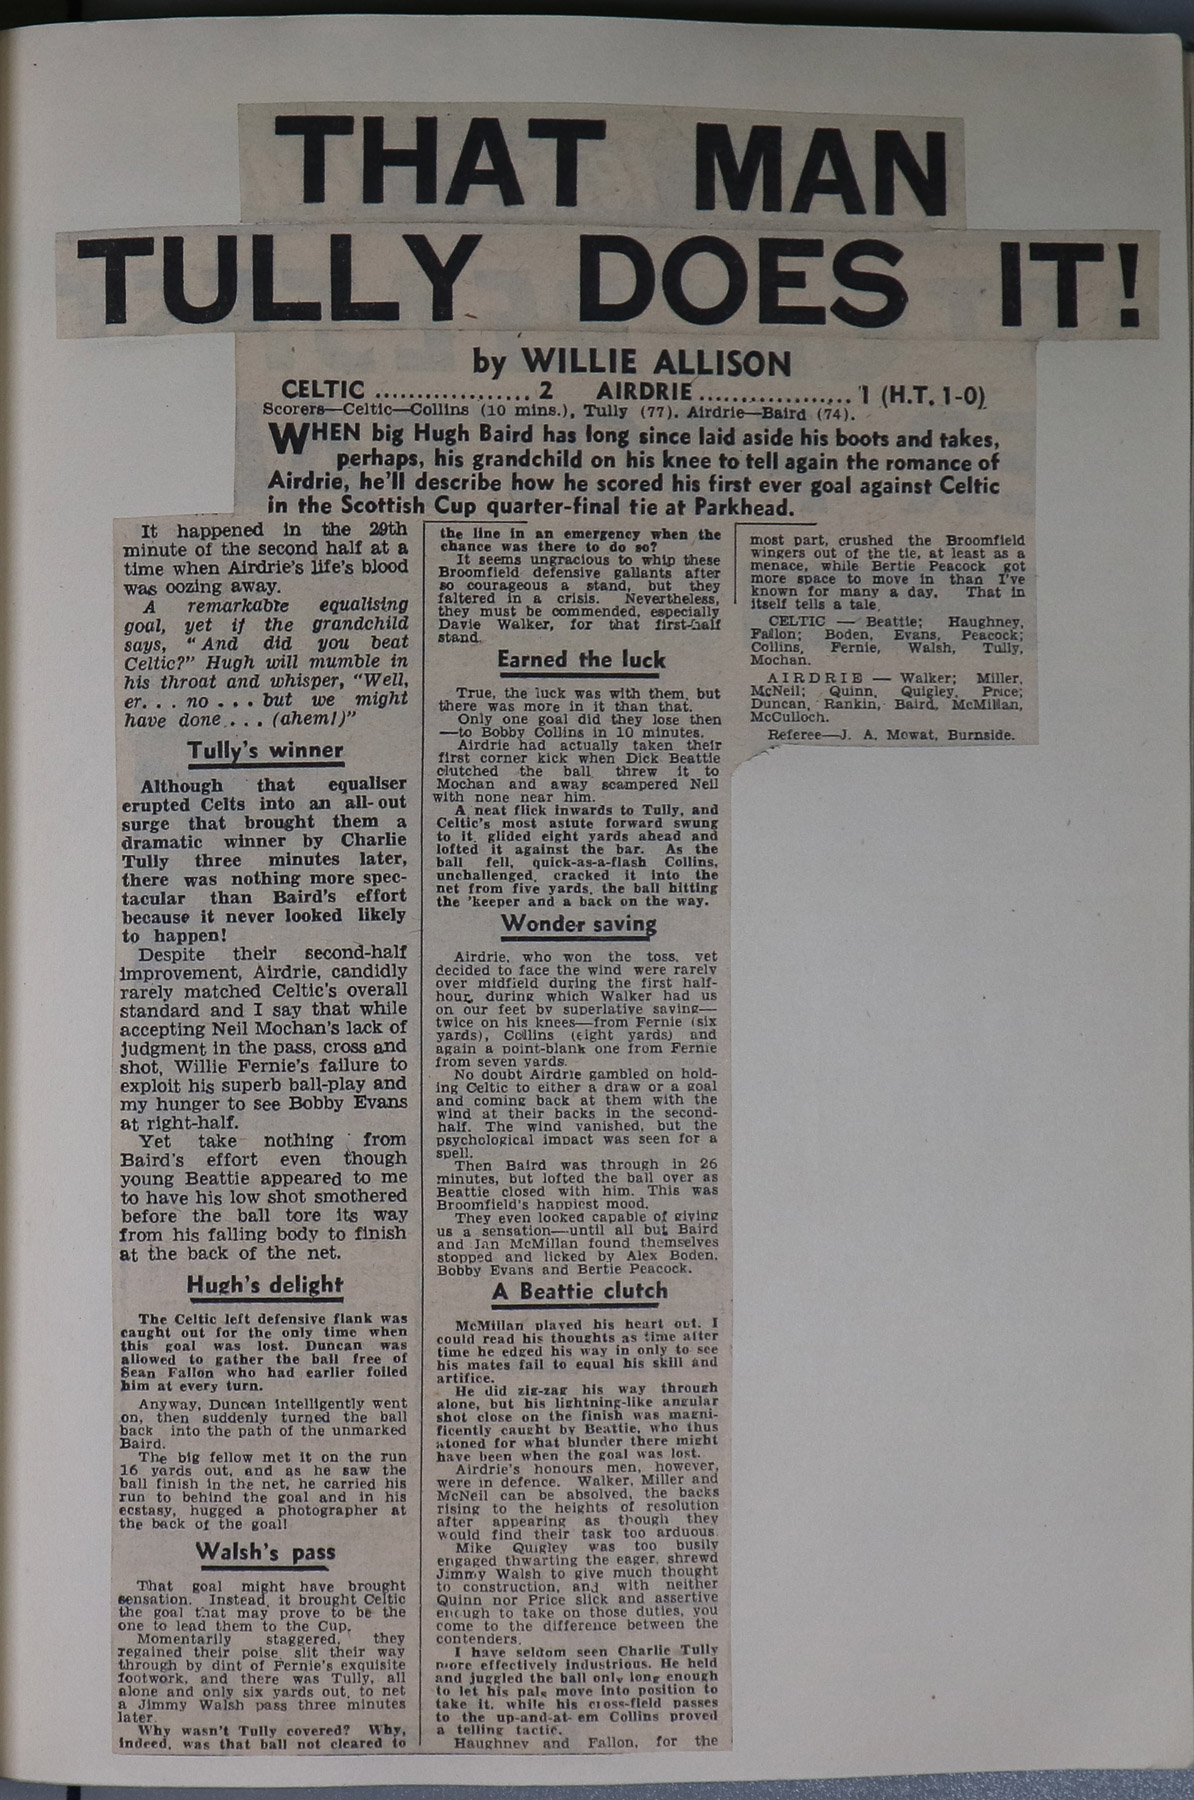 THAT MAN
TULLY DOES IT!
by WILLIE ALLISON
CELTIC .................. 2 AIRDRIE .................. 1 (H.T. 1-0)
Scorers—Celtic—Collins (10 mins.), Tully (77). Airdrie—Baird (74).
WHEN big Hugh Baird has long since laid aside his boots and takes,
perhaps, his grandchild on his knee to tell again the romance of
Airdrie, he'll describe how he scored his first ever goal against Celtic
in the Scottish Cup quarter-final tie at Parkhead.
It happened in the 29th
minute of the second half at a
time when Airdrie's life's blood
was oozing away.
A remarkable equalising
goal, yet if the grandchild
says, "And did you beat
Celtic?" Hugh will mumble in
his throat and whisper, "Well,
er. . . no . . . but we might
have done . . . (ahem!)"
Tully's winner
Although that equaliser
erupted Celts into an all-out
surge that brought them a
dramatic winner by Charlie
Tully three minutes later,
there was nothing more spec-
tacular than Baird's effort
because it never looked likely
to happen!
Despite their second-half
improvement, Airdrie, candidly
rarely matched Celtic's overall
standard and I say that while
accepting Neil Mochan's lack of
judgment in the pass, cross and
shot, Willie Fernie's failure to
exploit his superb ball-play and
my hunger to see Bobby Evans
at right-half.
Yet take nothing from
Baird's effort even though
young Beattie appeared to me
to have his low shot smothered
before the ball tore its way
from his falling body to finish
at the back of the net.
Hugh's delight
The Celtic left defensive flank was
caught out for the only time when
this goal was lost. Duncan was
allowed to gather the ball free of
Sean Fallon who had earlier foiled
him at every turn.
Anyway, Duncan intelligently went
on, then suddenly turned the ball
back into the path of the unmarked
Baird.
The big fellow met it on the run
16 yards out, and as he saw the
ball finish in the net, he carried his
run to behind the goal and in his
ecstasy, hugged a photographer at
the back of the goal!
Walsh's pass
That goal might have brought
sensation. Instead, it brought Celtic
the goal that may prove to be the
one to lead them to the Cup.
Momentarily staggered, they
regained their poise, slit their way
through by dint of Fernie's exquisite
footwork, and there was Tully, all
alone and only six yards out, to net
a Jimmy Walsh pass three minutes
later.
Why wasn't Tully covered? Why,
indeed, was that ball not cleared to
the line in an emergency when the
chance was there to do so?
It seems ungracious to whip these
Broomfield defensive gallants after
so courageous a stand, but they
faltered in a crisis. Nevertheless,
they must be commended, especially
Davie Walker, for that first-half
stand.
Earned the luck
True, the luck was with them, but
there was more in it than that.
Only one goal did they lose then
—to Bobby Collins in 10 minutes.
Airdrie had actually taken their
first corner kick when Dick Beattie
clutched the ball, threw it to
Mochan and away scampered Neil
with none near him.
A neat flick inwards to Tully, and
Celtic's most astute forward swung
to it, glided eight yards ahead and
lofted it against the bar. As the
ball fell, quick-as-a-flash Collins,
unchallenged, cracked it into the
net from five yards, the ball hitting
the 'keeper and a back on the way.
Wonder saving
Airdrie, who won the toss, yet
decided to face the wind were rarely
over midfield during the first half-
hour, during which Walker had us
on our feet by superlative saving—
twice on his knees—from Fernie (six
yards), Collins (eight yards) and
again a point-blank one from Fernie
from seven yards.
No doubt Airdrie gambled on hold-
ing Celtic to either a draw or a goal
and coming back at them with the
wind at their backs in the second-
half. The wind vanished, but the
psychological impact was seen for a
spell.
Then Baird was through in 26
minutes, but lofted the ball over as
Beattie closed with him. This was
Broomfield's happiest mood.
They even looked capable of giving
us a sensation—until all but Baird
and Ian McMillan found themselves
stopped and licked by Alex Boden,
Bobby Evans and Bertie Peacock.
A Beattie clutch
McMillan played his heart out. I
could read his thoughts as time after
time he edged his way in only to see
his mates fail to equal his skill and
artifice.
He did zig-zag his way through
alone, but his lightning-like angular
shot close on the finish was magni-
ficently caught by Beattie, who thus
atoned for what blunder there might
have been when the goal was lost.
Airdrie's honours men, however,
were in defence. Walker, Miller and
McNeil can be absolved, the backs
rising to the heights of resolution
after appearing as though they
would find their task too arduous.
Mike Quigley was too busily
engaged thwarting the eager, shrewd
Jimmy Walsh to give much thought
to construction, and with neither
Quinn nor Price slick and assertive
enough to take on those duties, you
come to the difference between the
contenders.
I have seldom seen Charlie Tully
more effectively industrious. He held
and juggled the ball only long enough
to let his pals move into position to
take it, while his cross-field passes
to the up-and-at-em Collins proved
a telling tactic.
Haughney and Fallon, for the
most part, crushed the Broomfield
wingers out of the tie, at least as a
menace, while Bertie Peacock got
more space to move in than I've
known for many a day. That in
itself tells a tale.
CELTIC — Beattie; Haughney,
Fallon; Boden, Evans, Peacock;
Collins, Fernie, Walsh, Tully,
Mochan.
AIRDRIE — Walker; Miller,
McNeil; Quinn, Quigley, Price;
Duncan, Rankin, Baird, McMillan,
McCulloch.
Referee—J. A. Mowat, Burnside.